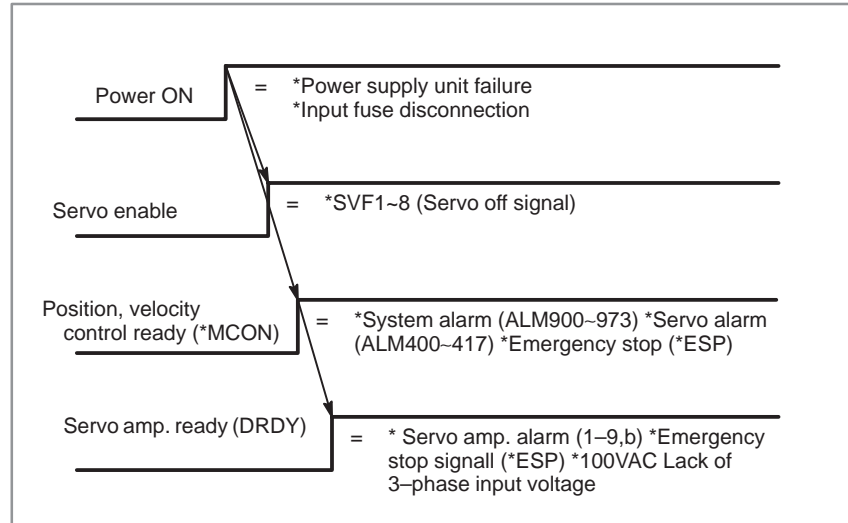 Power ON
= *Power supply unit failure
*Input fuse disconnection
Servo enable
= *SVF1~8 (Servo off signal)
Position, velocity
control ready (*MCON)
= *System alarm (ALM900~973) *Servo alarm
(ALM400~417) *Emergency stop (*ESP)
Servo amp. ready (DRDY)
= * Servo amp. alarm (1–9,b) *Emergency
stop signall (*ESP) *100VAC Lack of
3–phase input voltage